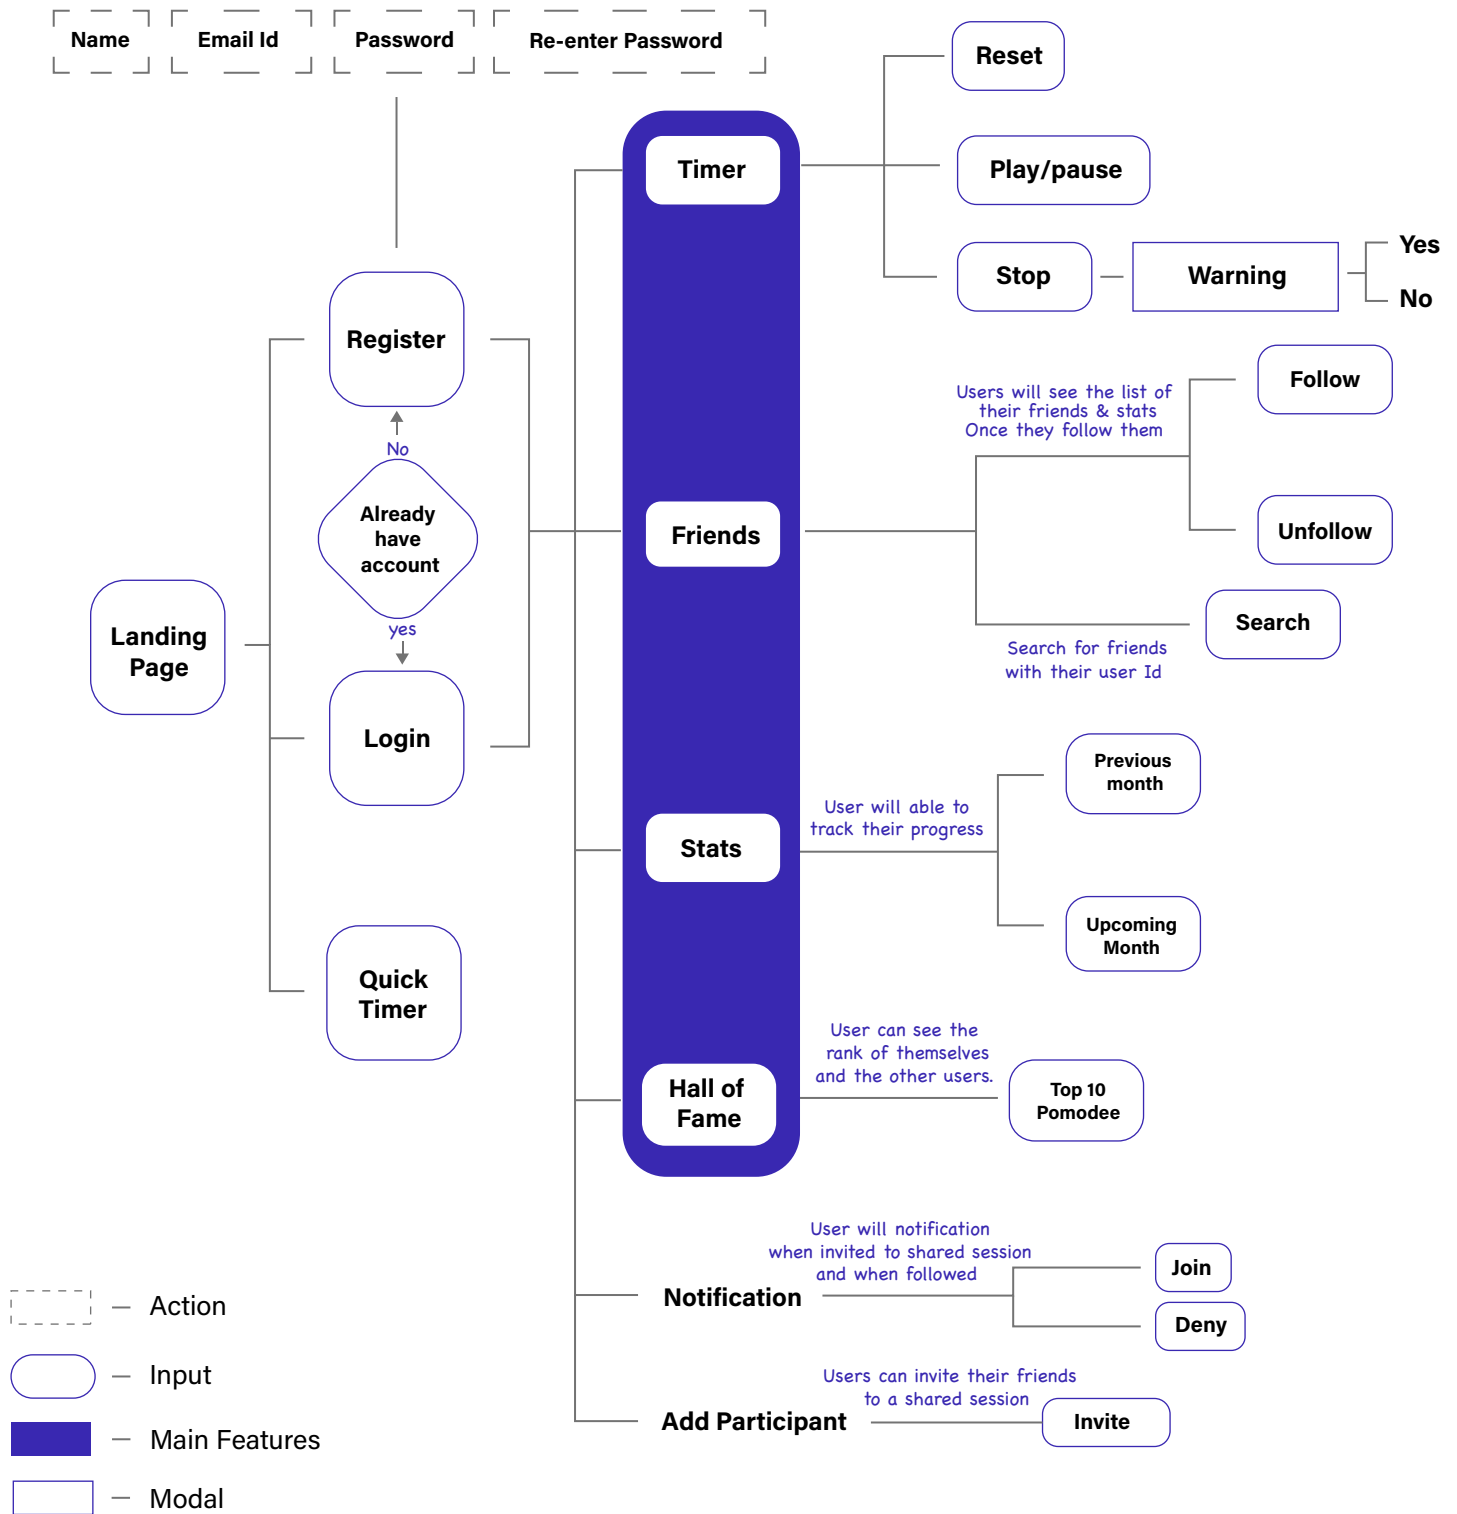 Name
Email Id
Password
Re-enter Password
Reset
Timer
Play/pause
Stop
Warning
Yes
No
Register
Users will see the list of
their friends & stats
Once they follow them
Follow
No
Already
have
account
Friends
Unfollow
yes
Search
Search for friends
with their user Id
Landing
Page
Login
Previous
month
User will able to
track their progress
Stats
Upcoming
Month
Quick
Timer
User can see the
rank of themselves
and the other users.
Hall of
Fame
Top 10
Pomodee
User will notification
when invited to shared session
and when followed
Notification
Join
Deny
Users can invite their friends
to a shared session
Add Participant
Invite
Action
Input
Main Features
Modal